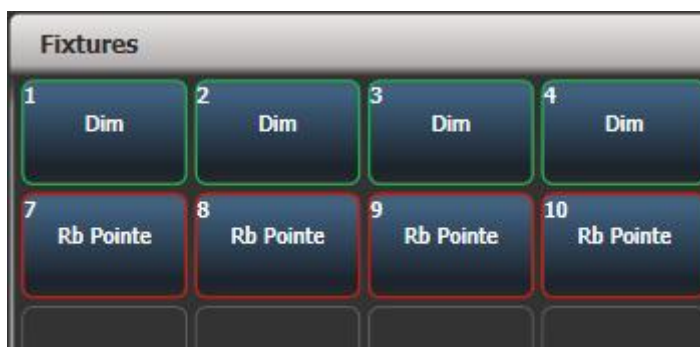 Fixtures
1 2 3 4
Dim Dim Dim Dim
7 8 9 10
Rb Pointe Rb Pointe Rb Pointe Rb Pointe